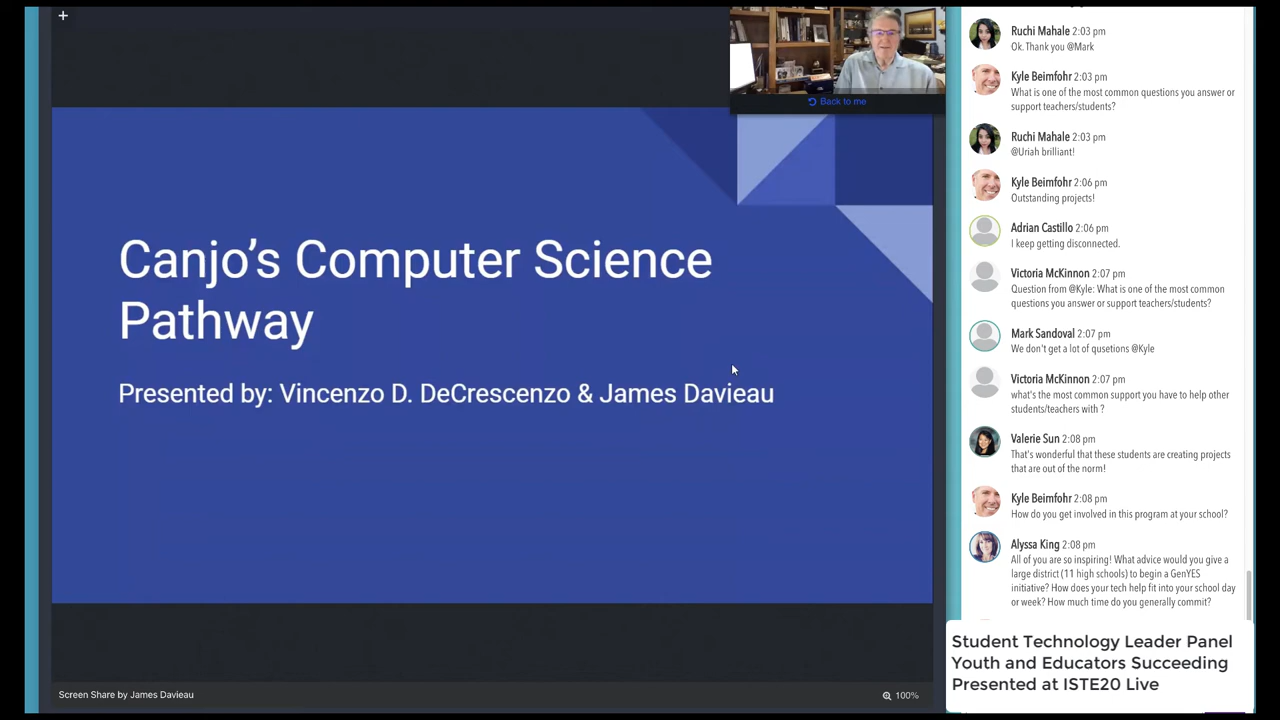 Back to me
Canjo's Computer Science
Pathway
Presented by: Vincenzo D. DeCrescenzo & James Davieau
Screen Share by James Davieau
100%
Ruchi Mahale 2:03 pm
Ok. Thank you @Mark
Kyle Beimfohr 2:03 pm
What is one of the most common questions you answer or
support teachers/students?
Ruchi Mahale 2:03 pm
@Uriah brilliant!
Kyle Beimfohr 2:06 pm
Outstanding projects!
Adrian Castillo 2:06 pm
I keep getting disconnected.
Victoria McKinnon 2:07 pm
Question from @Kyle: What is one of the most common
questions you answer or support teachers/students?
Mark Sandoval 2:07 pm
We don't get a lot of qusetions @Kyle
Victoria McKinnon 2:07 pm
what's the most common support you have to help other
students/teachers with ?
Valerie Sun 2:08 pm
That's wonderful that these students are creating projects
that are out of the norm!
Kyle Beimfohr 2:08 pm
How do you get involved in this program at your school?
Alyssa King 2:08 pm
All of you are so inspiring! What advice would you give a
large district (11 high schools) to begin a GenYES
initiative? How does your tech help fit into your school day
or week? How much time do you generally commit?
Student Technology Leader Panel
Youth and Educators Succeeding
Presented at ISTE20 Live